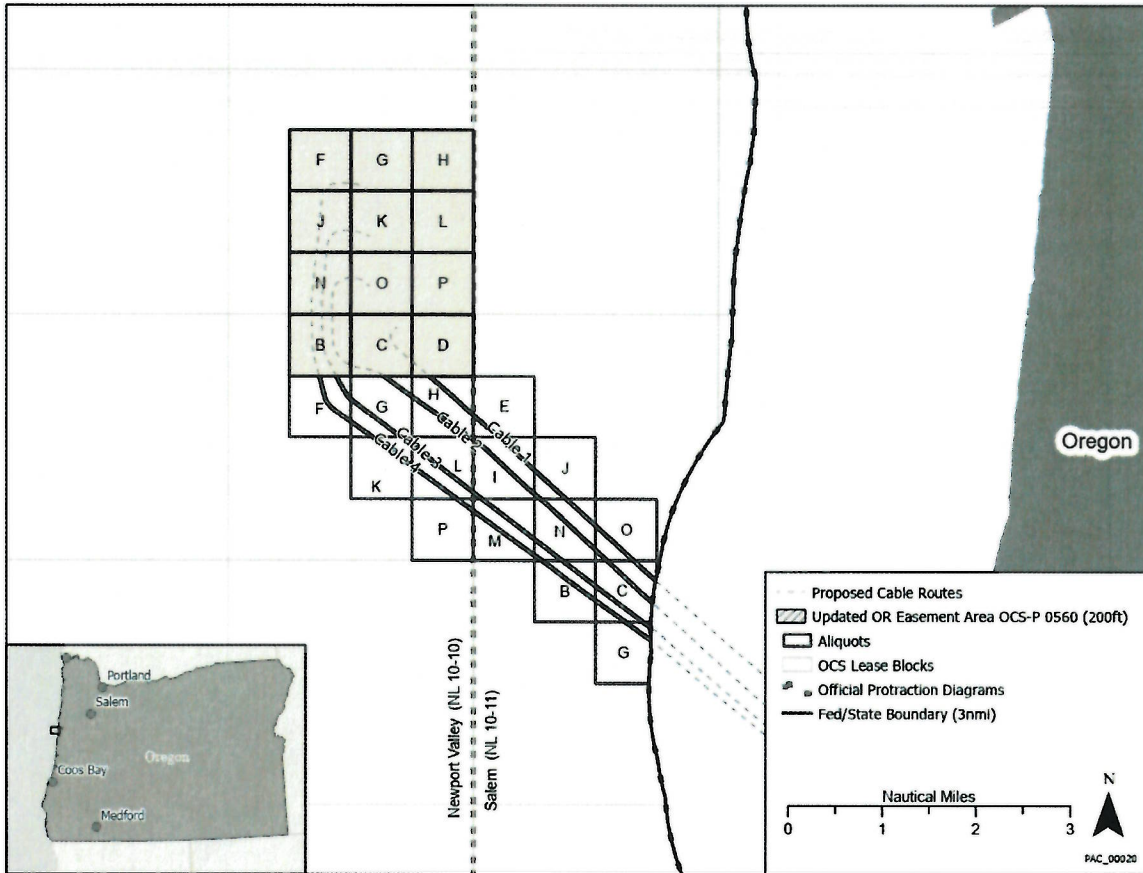 F G H
J K L
N O P
B C D
F G H E
Cable 1
Cable 2
Cable 3
Cable 4
K L I J
P M N O
B C
G
Oregon
Newport Valley (NL 10-10)
Salem (NL 10-11)
Portland
Salem
Oregon
Coos Bay
Medford
Proposed Cable Routes
Updated OR Easement Area OCS-P 0560 (200ft)
Aliquots
OCS Lease Blocks
Official Protraction Diagrams
Fed/State Boundary (3nmi)
Nautical Miles
0 1 2 3
N
PAC_00020